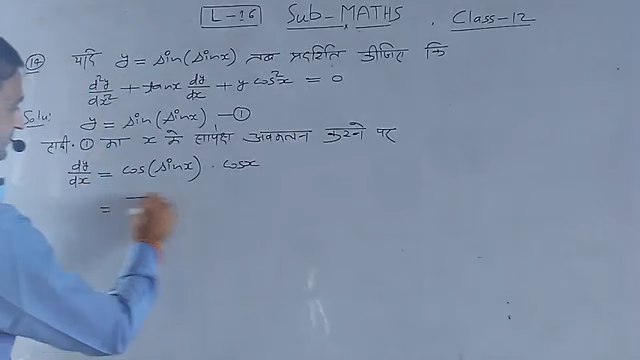 L-16 Sub-MATHS. Class-12
(14) यदि y = sin(sinx) तब प्रदर्शित कीजिए कि
d²y/dx² + tanx dy/dx + y cos²x = 0
Solu: y = sin(sinx) —①
समी. ① का x के सापेक्ष अवकलन करने पर
dy/dx = cos(sinx) · cosx
=